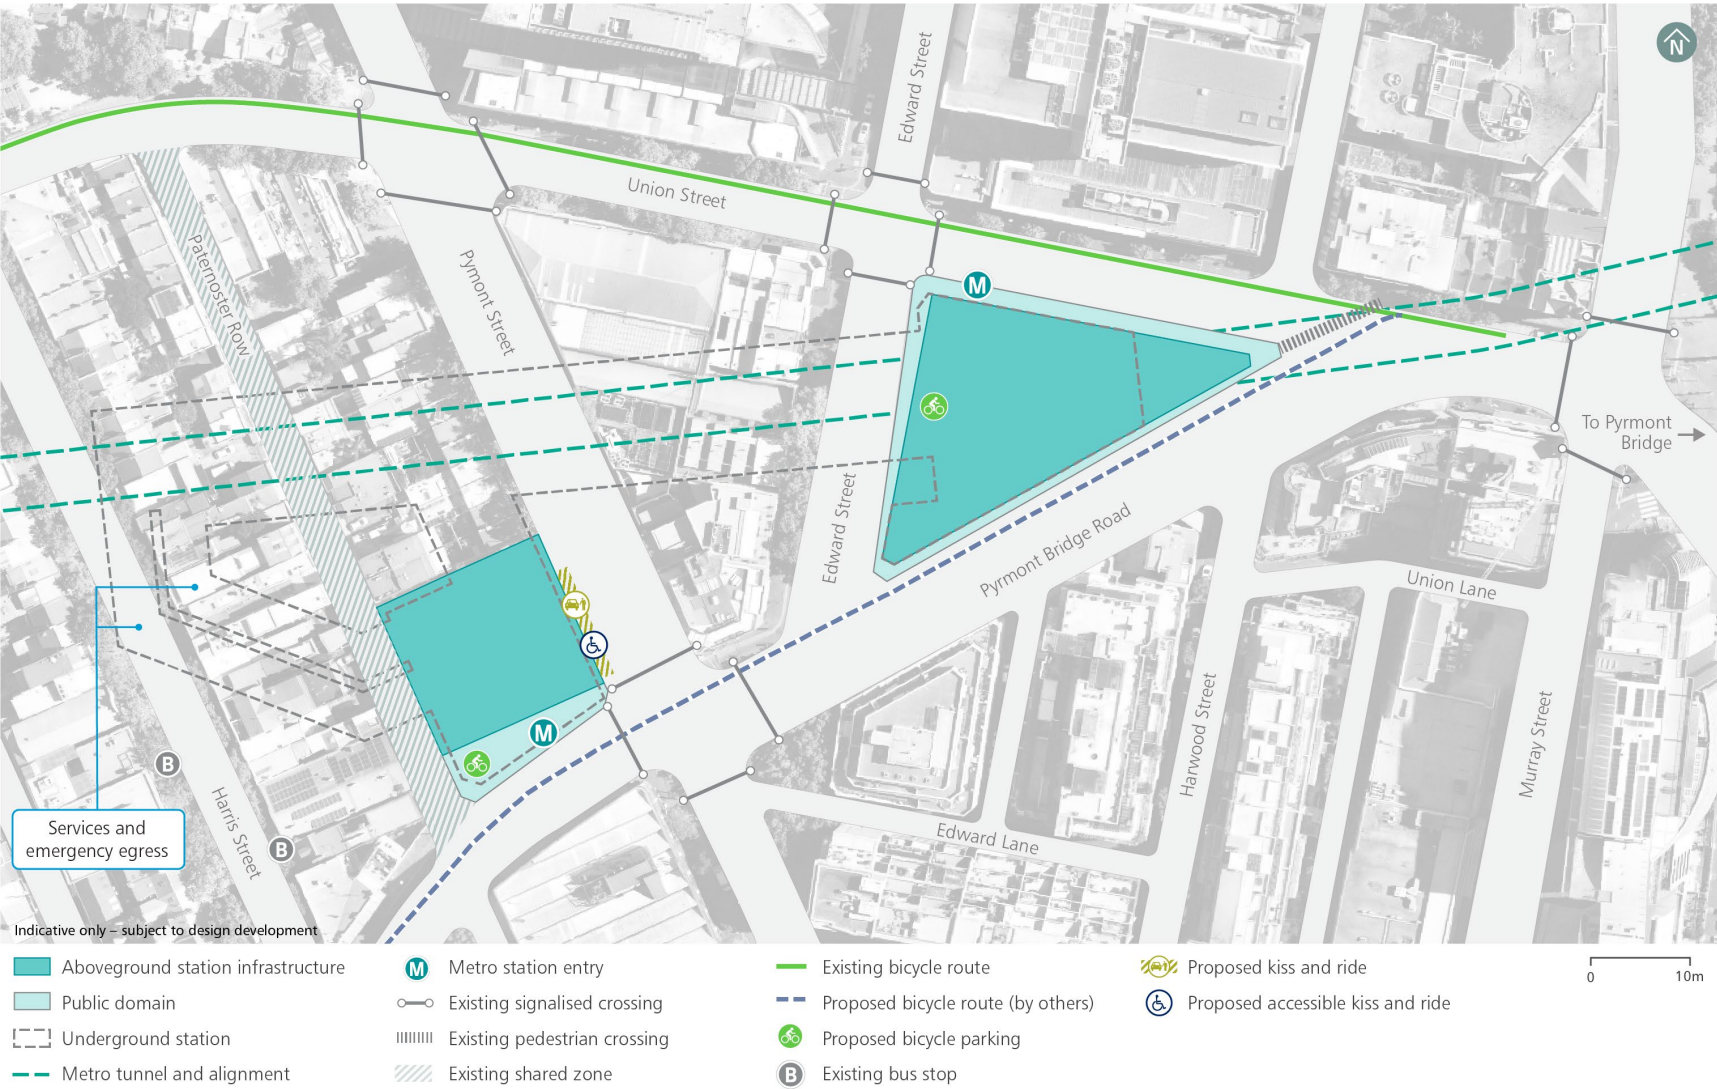 N
Edward Street
Union Street
Paternoster Row
Pymont Street
M
To Pyrmont
Bridge
Edward Street
Pyrmont Bridge Road
Union Lane
Harwood Street
Murray Street
M
B
Harris Street
B
Services and
emergency egress
Edward Lane
Indicative only – subject to design development
Aboveground station infrastructure
Public domain
Underground station
Metro tunnel and alignment
M Metro station entry
Existing signalised crossing
Existing pedestrian crossing
Existing shared zone
Existing bicycle route
Proposed bicycle route (by others)
Proposed bicycle parking
B Existing bus stop
Proposed kiss and ride
Proposed accessible kiss and ride
0 10m